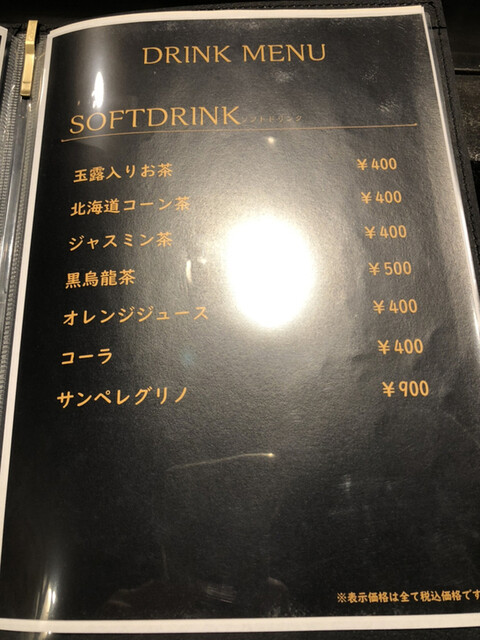 DRINK MENU
SOFTDRINK ソフトドリンク
玉露入りお茶 ¥400
北海道コーン茶 ¥400
ジャスミン茶 ¥400
黒烏龍茶 ¥500
オレンジジュース ¥400
コーラ ¥400
サンペレグリノ ¥900
※表示価格は全て税込価格です